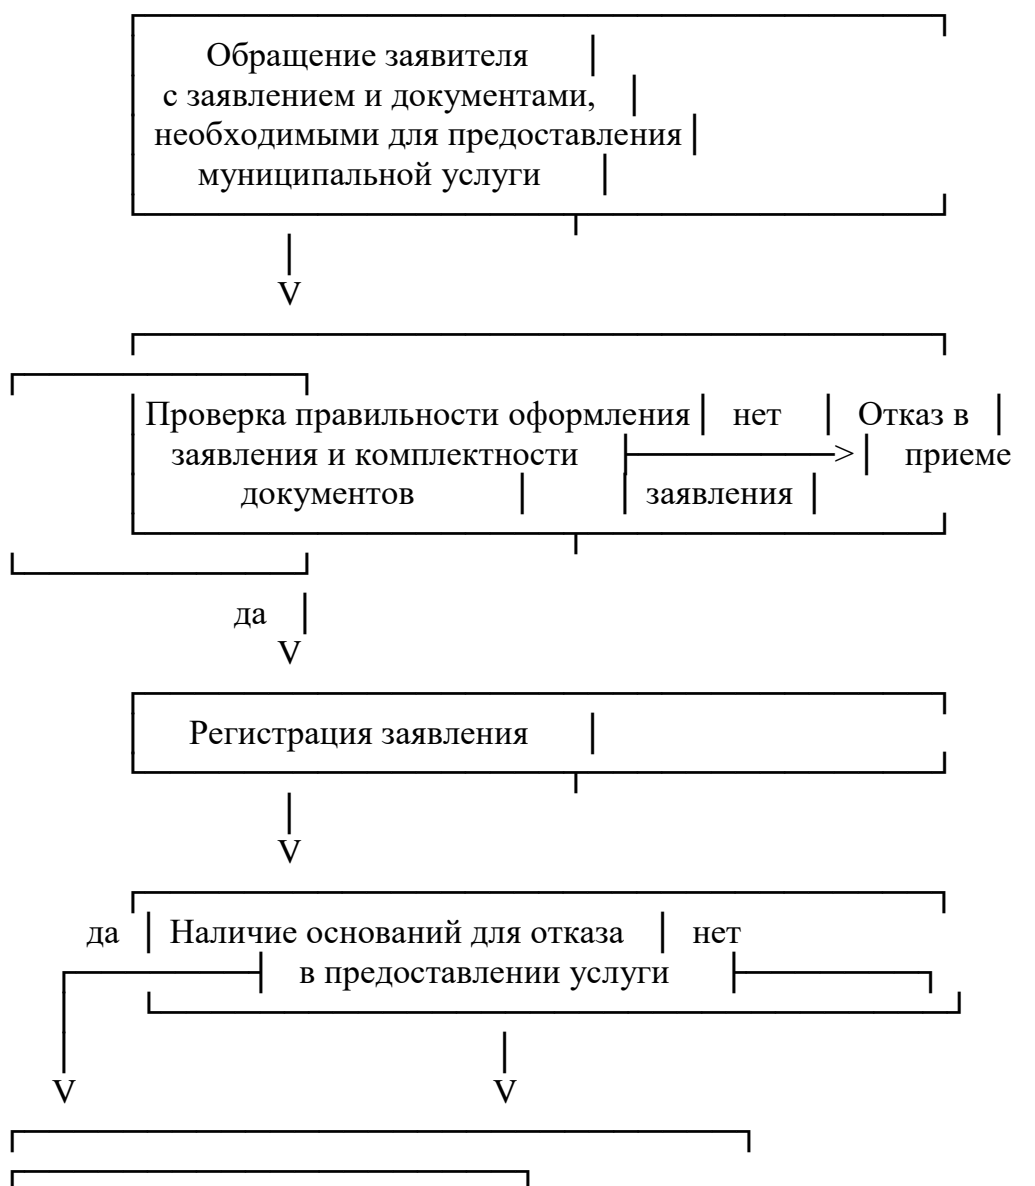 Обращение заявителя
с заявлением и документами,
необходимыми для предоставления
муниципальной услуги
V
Проверка правильности оформления нет Отказ в
заявления и комплектности > приеме
документов заявления
да
V
Регистрация заявления
V
да Наличие оснований для отказа нет
в предоставлении услуги
V V